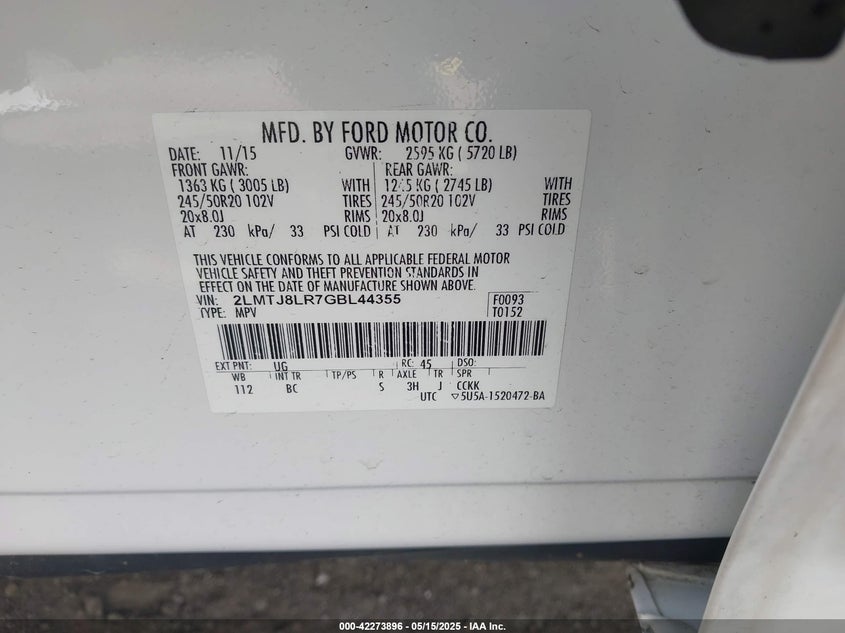 MFD. BY FORD MOTOR CO.
DATE: 11/15 GVWR: 2595 KG ( 5720 LB)
FRONT GAWR: REAR GAWR:
1363 KG ( 3005 LB) WITH 1245 KG ( 2745 LB) WITH
245/50R20 102V TIRES 245/50R20 102V TIRES
20x8.0J RIMS 20x8.0J RIMS
AT 230 kPa/ 33 PSI COLD AT 230 kPa/ 33 PSI COLD
THIS VEHICLE CONFORMS TO ALL APPLICABLE FEDERAL MOTOR
VEHICLE SAFETY AND THEFT PREVENTION STANDARDS IN
EFFECT ON THE DATE OF MANUFACTURE SHOWN ABOVE.
VIN: 2LMTJ8LR7GBL44355 F0093
TYPE: MPV T0152
EXT PNT: UG RC: 45 DSO:
WB INT TR TP/PS R AXLE TR SPR
112 BC S 3H J CCKK
UTC ▽5U5A-1520472-BA
000-42273896 - 05/15/2025 - IAA Inc.